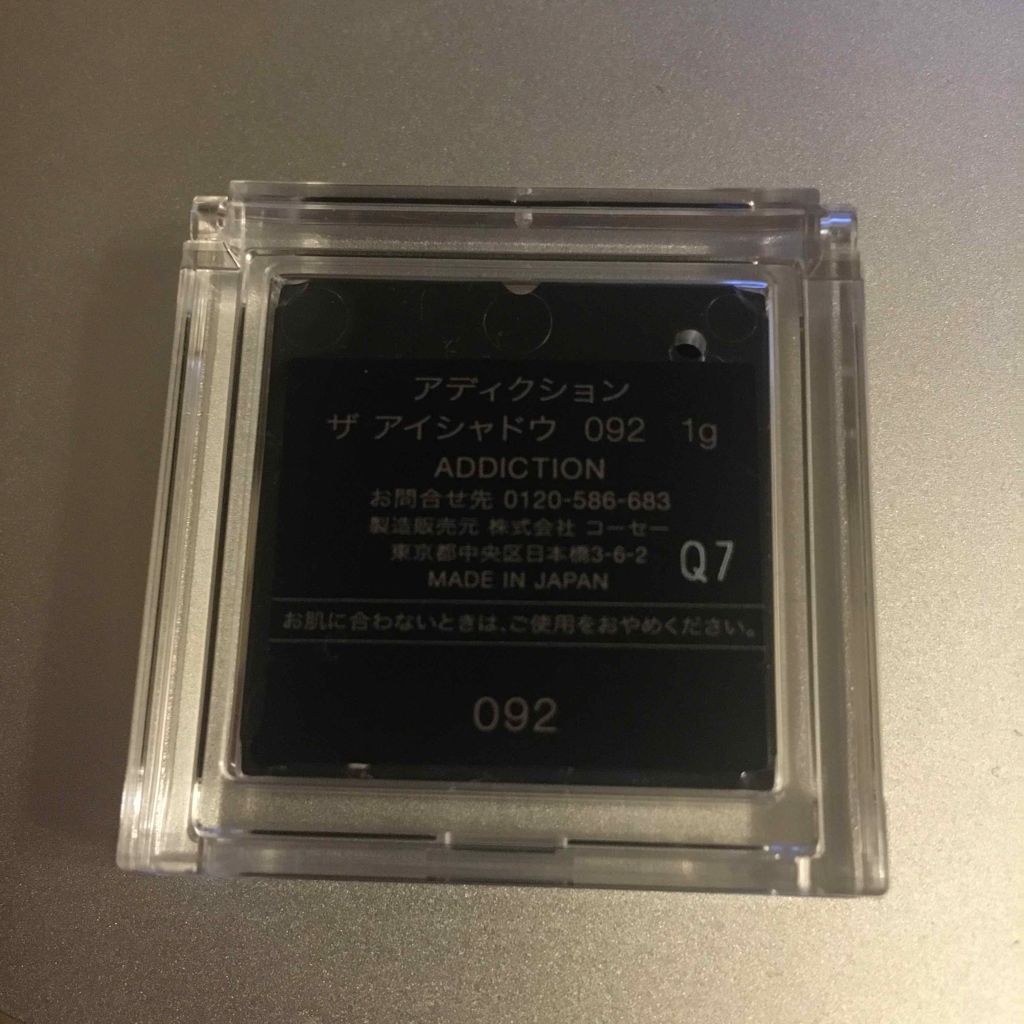 アディクション
ザ アイシャドウ 092 1g
ADDICTION
お問合せ先 0120-586-683
製造販売元 株式会社 コーセー
東京都中央区日本橋3-6-2
MADE IN JAPAN
Q7
お肌に合わないときは、ご使用をおやめください。
092